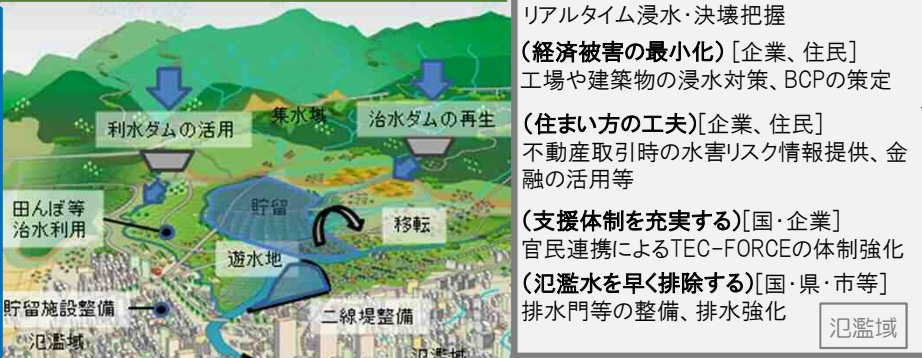 集水域
利水ダムの活用
治水ダムの再生
田んぼ等
治水利用
貯留
移転
遊水地
貯留施設整備
二線堤整備
氾濫域
氾濫域
リアルタイム浸水・決壊把握
(経済被害の最小化) [企業、住民]
工場や建築物の浸水対策、BCPの策定
(住まい方の工夫)[企業、住民]
不動産取引時の水害リスク情報提供、金
融の活用等
(支援体制を充実する)[国・企業]
官民連携によるTEC-FORCEの体制強化
(氾濫水を早く排除する)[国・県・市等]
排水門等の整備、排水強化
氾濫域